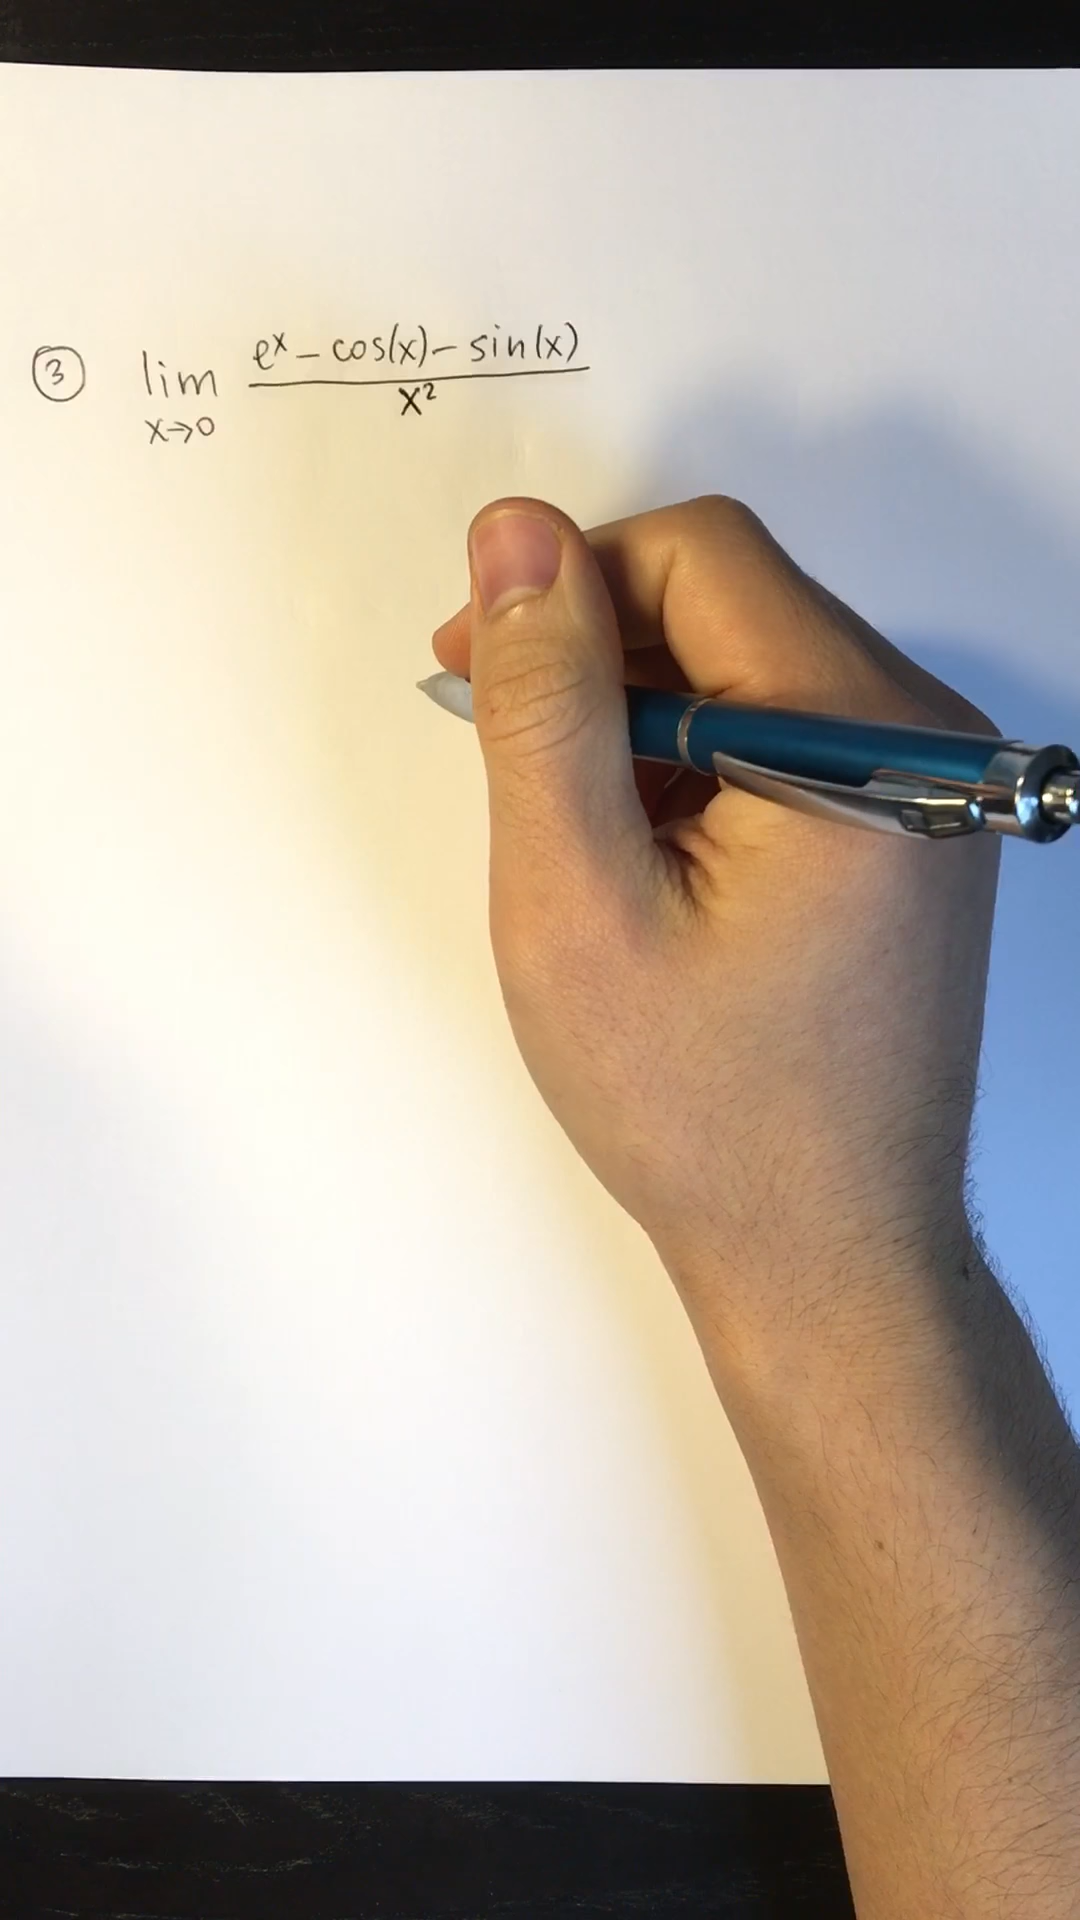 ③ lim x→0 (e^x − cos(x) − sin(x)) / x²